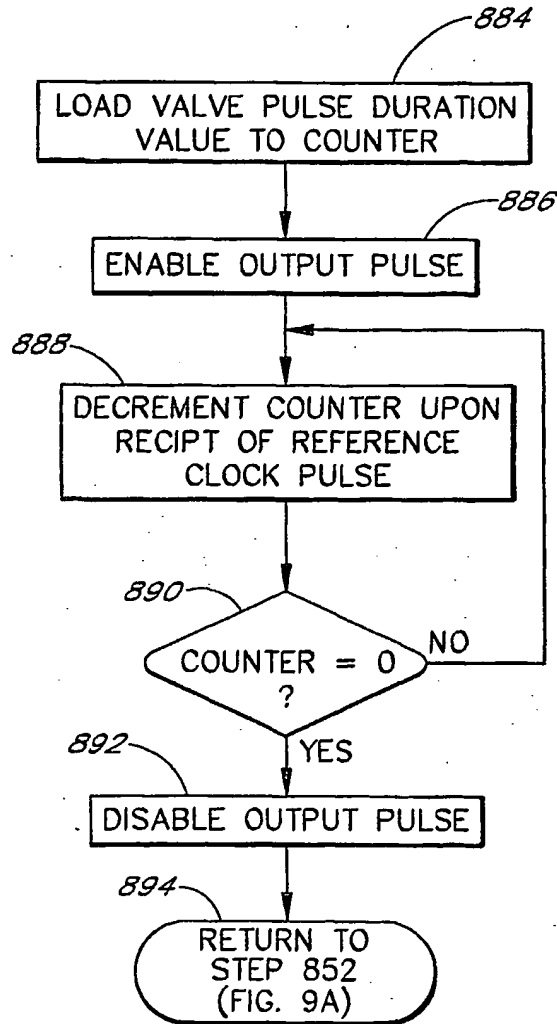 884
LOAD VALVE PULSE DURATION
VALUE TO COUNTER
886
ENABLE OUTPUT PULSE
888
DECREMENT COUNTER UPON
RECIPT OF REFERENCE
CLOCK PULSE
890
COUNTER = 0
?
NO
YES
892
DISABLE OUTPUT PULSE
894
RETURN TO
STEP 852
(FIG. 9A)